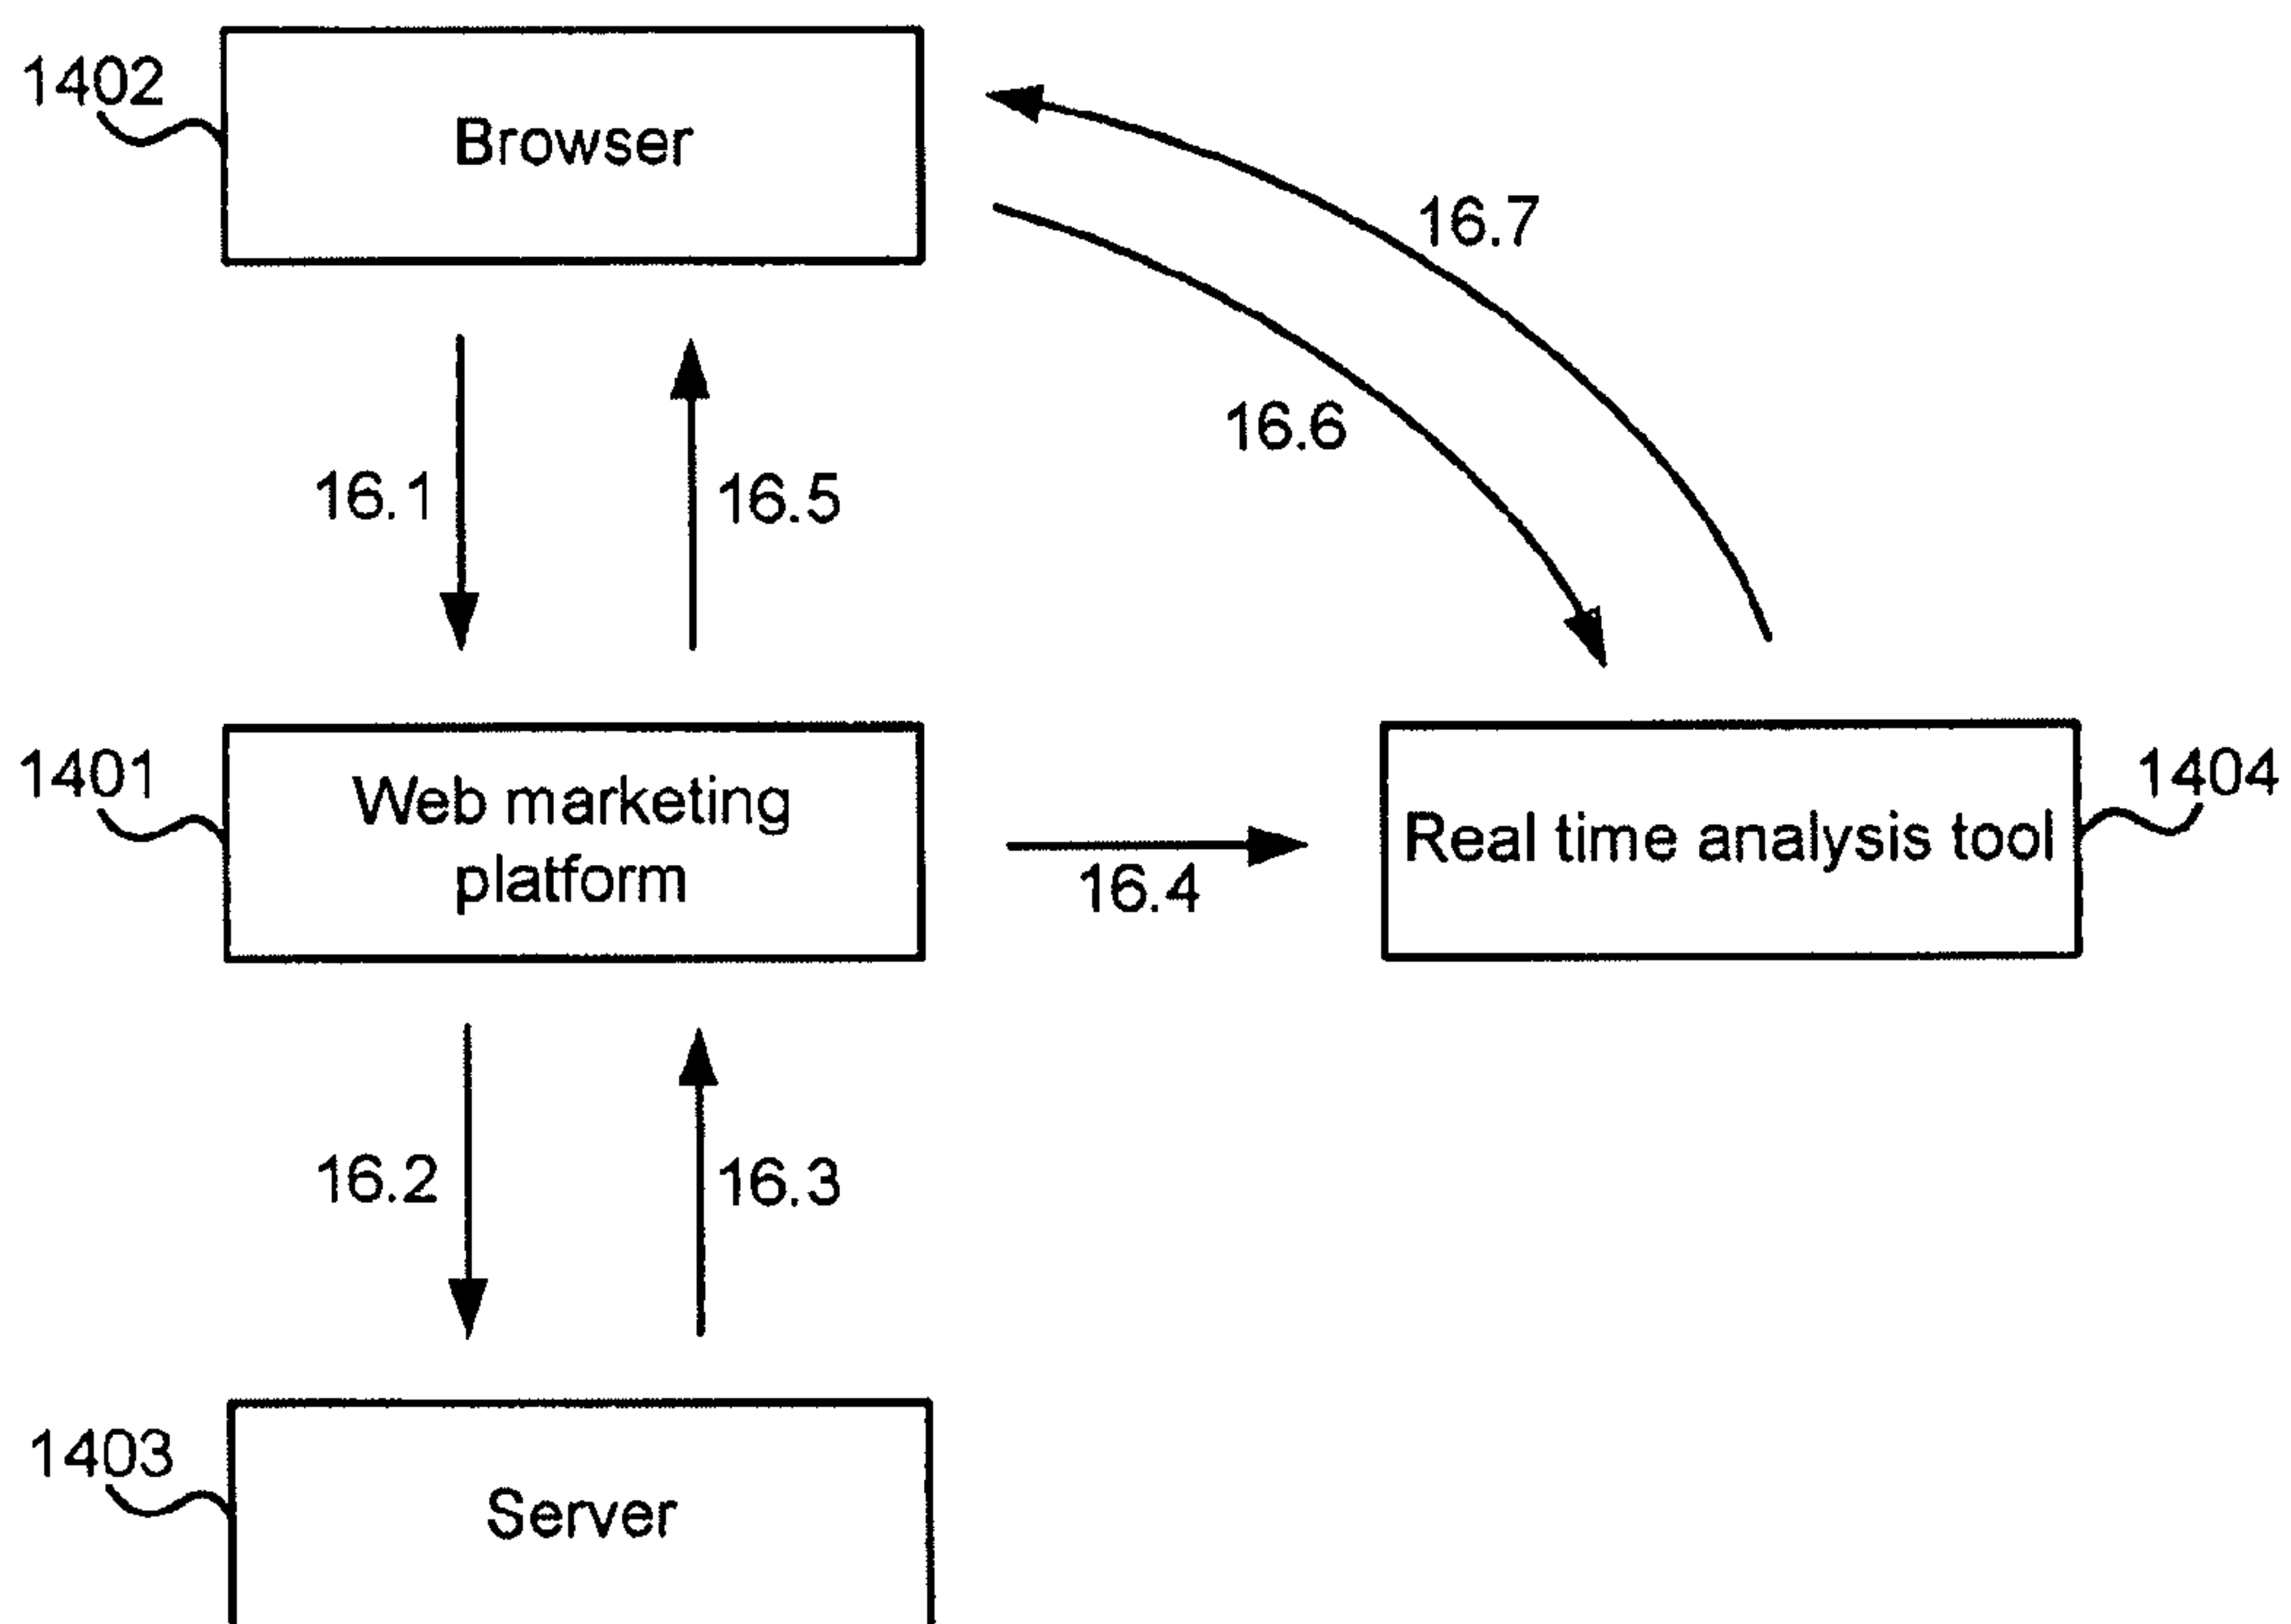 1402
Browser
16.7
16.6
16.1
16.5
1401
Web marketing
platform
16.4
Real time analysis tool
1404
16.2
16.3
1403
Server